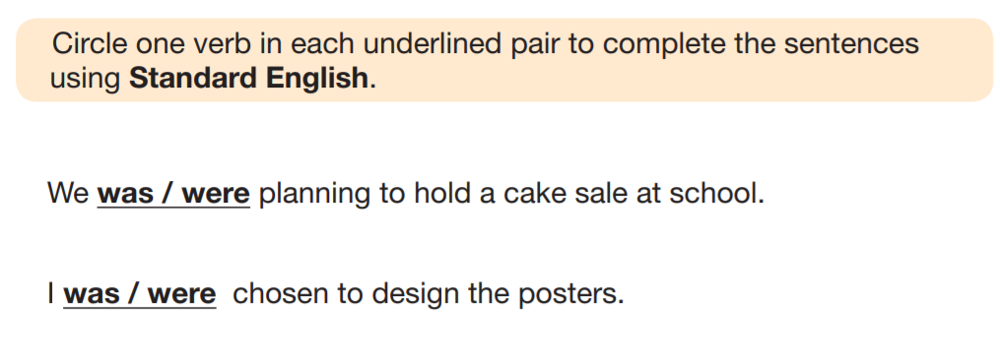 Circle one verb in each underlined pair to complete the sentences
using Standard English.
We was / were planning to hold a cake sale at school.
I was / were chosen to design the posters.